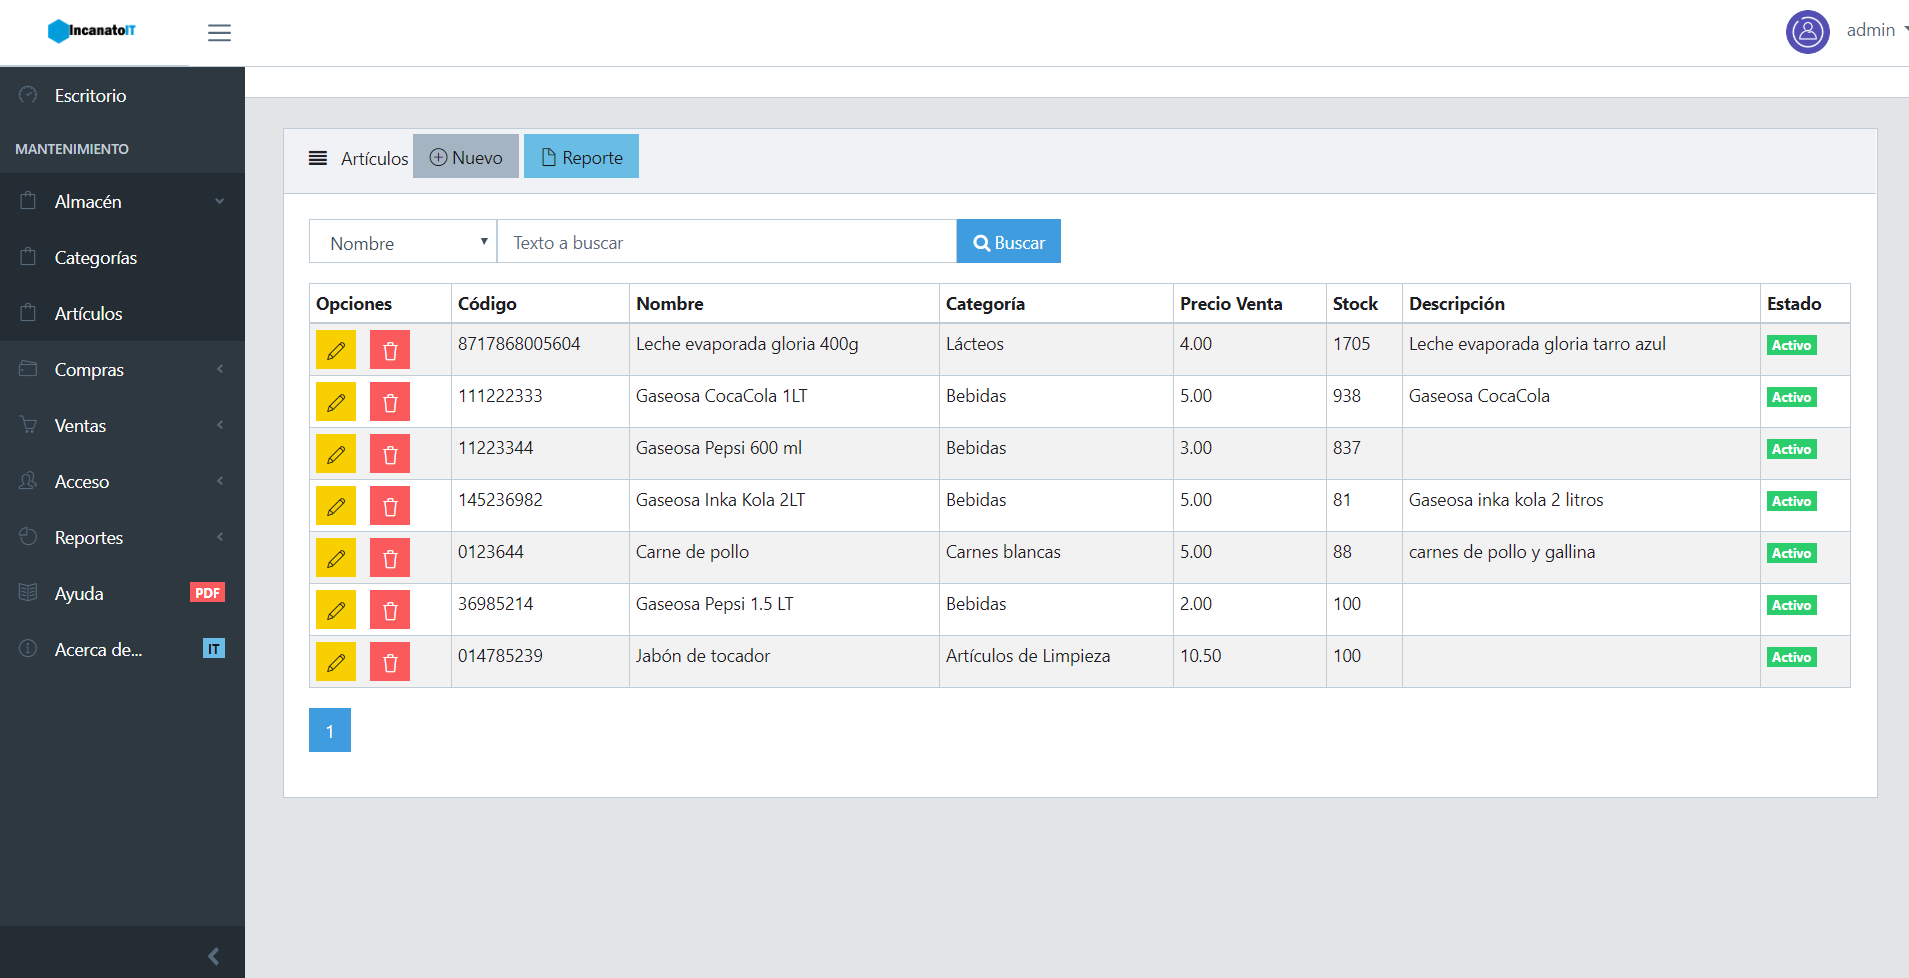 IncanatoIT
admin
Escritorio
MANTENIMIENTO
Almacén
Categorías
Artículos
Compras
Ventas
Acceso
Reportes
Ayuda PDF
Acerca de... IT
Artículos Nuevo Reporte
Nombre Texto a buscar Buscar
Opciones Código Nombre Categoría Precio Venta Stock Descripción Estado
8717868005604 Leche evaporada gloria 400g Lácteos 4.00 1705 Leche evaporada gloria tarro azul Activo
111222333 Gaseosa CocaCola 1LT Bebidas 5.00 938 Gaseosa CocaCola Activo
11223344 Gaseosa Pepsi 600 ml Bebidas 3.00 837 Activo
145236982 Gaseosa Inka Kola 2LT Bebidas 5.00 81 Gaseosa inka kola 2 litros Activo
0123644 Carne de pollo Carnes blancas 5.00 88 carnes de pollo y gallina Activo
36985214 Gaseosa Pepsi 1.5 LT Bebidas 2.00 100 Activo
014785239 Jabón de tocador Artículos de Limpieza 10.50 100 Activo
1